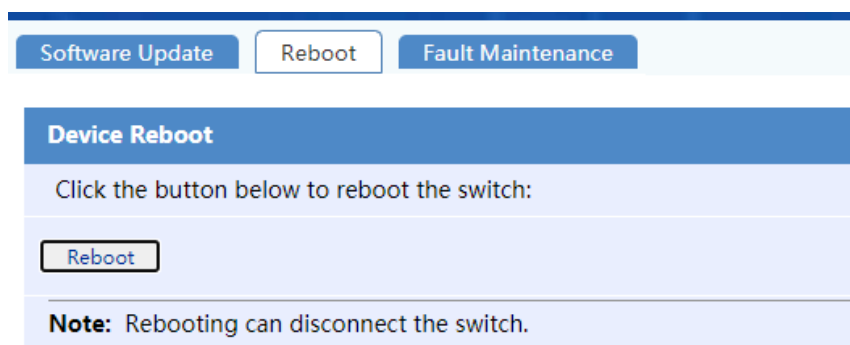 Software Update Reboot Fault Maintenance
Device Reboot
Click the button below to reboot the switch:
Reboot
Note: Rebooting can disconnect the switch.